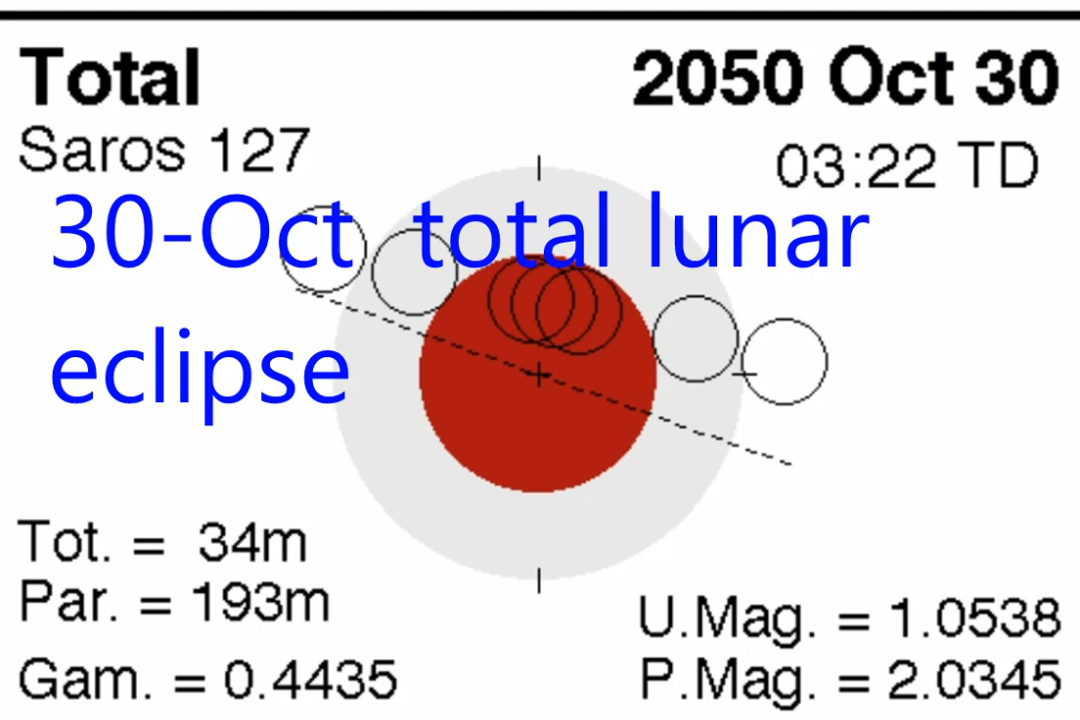 Total
2050 Oct 30
Saros 127
03:22 TD
30-Oct total lunar
eclipse
Tot. = 34m
Par. = 193m
Gam. = 0.4435
U.Mag. = 1.0538
P.Mag. = 2.0345